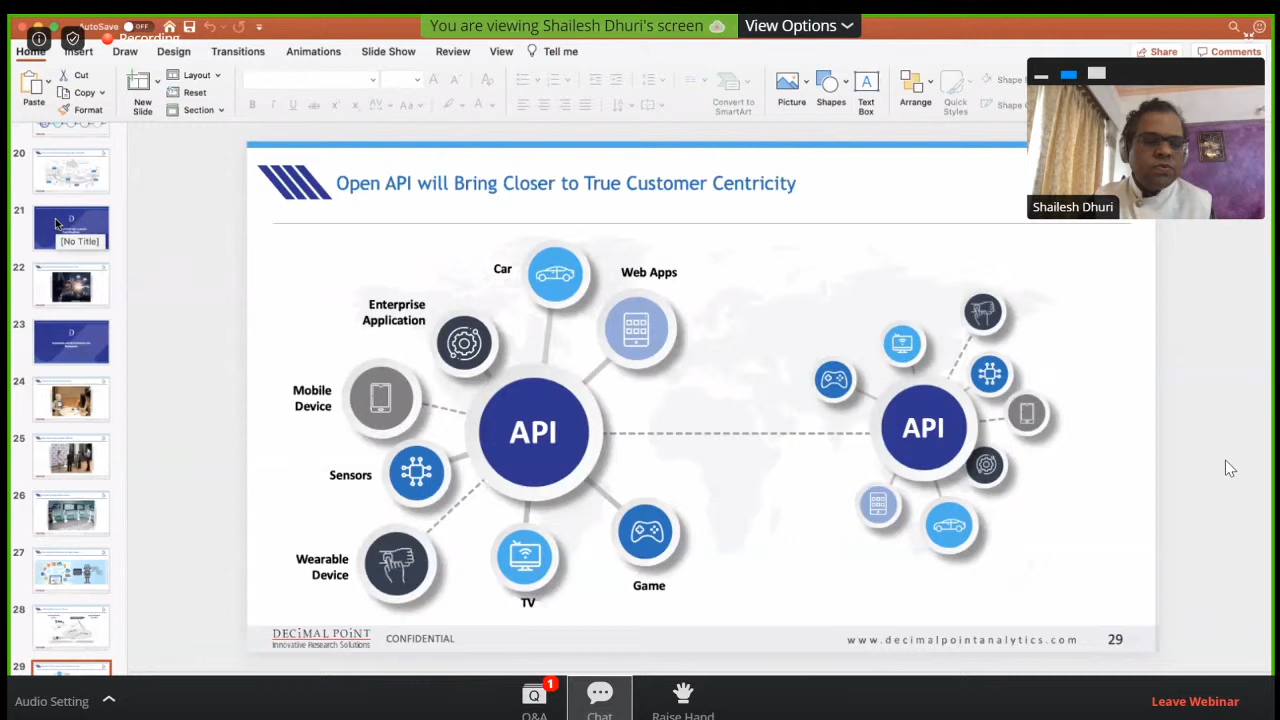 You are viewing Shailesh Dhuri's screen
View Options
AutoSave OFF
Recording
Home Insert Draw Design Transitions Animations Slide Show Review View Tell me
Share Comments
Paste
Cut
Copy
Format
New
Slide
Layout
Reset
Section
Convert to
SmartArt
Picture
Shapes
Text
Box
Arrange
Quick
Styles
Shape
Shape
Shailesh Dhuri
20
21
[No Title]
22
23
24
25
26
27
28
29
Open API will Bring Closer to True Customer Centricity
Car
Web Apps
Enterprise
Application
Mobile
Device
API
API
Sensors
Wearable
Device
TV
Game
DECiMAL POiNT
Innovative Research Solutions
CONFIDENTIAL
www.decimalpointanalytics.com
29
Audio Setting
1
Q&A
Chat
Raise Hand
Leave Webinar